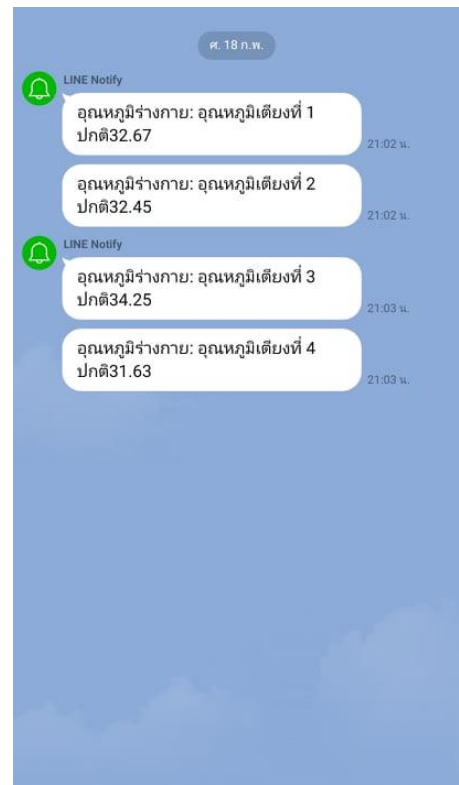 ศ. 18 ก.พ.
LINE Notify
อุณหภูมิร่างกาย: อุณหภูมิเตียงที่ 1
ปกติ32.67
21:02 น.
อุณหภูมิร่างกาย: อุณหภูมิเตียงที่ 2
ปกติ32.45
21:02 น.
LINE Notify
อุณหภูมิร่างกาย: อุณหภูมิเตียงที่ 3
ปกติ34.25
21:03 น.
อุณหภูมิร่างกาย: อุณหภูมิเตียงที่ 4
ปกติ31.63
21:03 น.